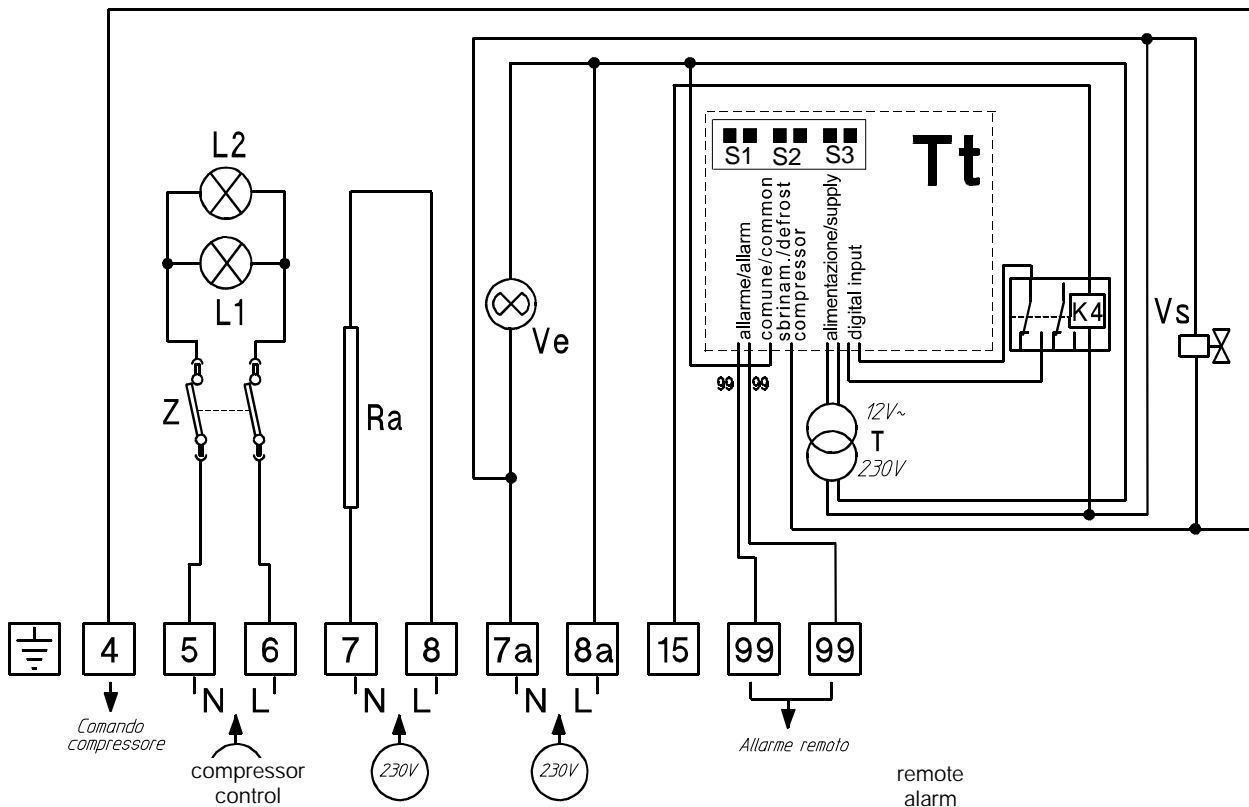 Tt
S1 S2 S3
allarme/allarm
comune/common
sbrinam./defrost
compressor
alimentazione/supply
digital input
L2
L1
Z
Ra
Ve
K4
Vs
99 99
12V~
T
230V
4 5 6 7 8 7a 8a 15 99 99
N L N L N L
Comando
compressore
compressor
control
230V
230V
Allarme remoto
remote
alarm